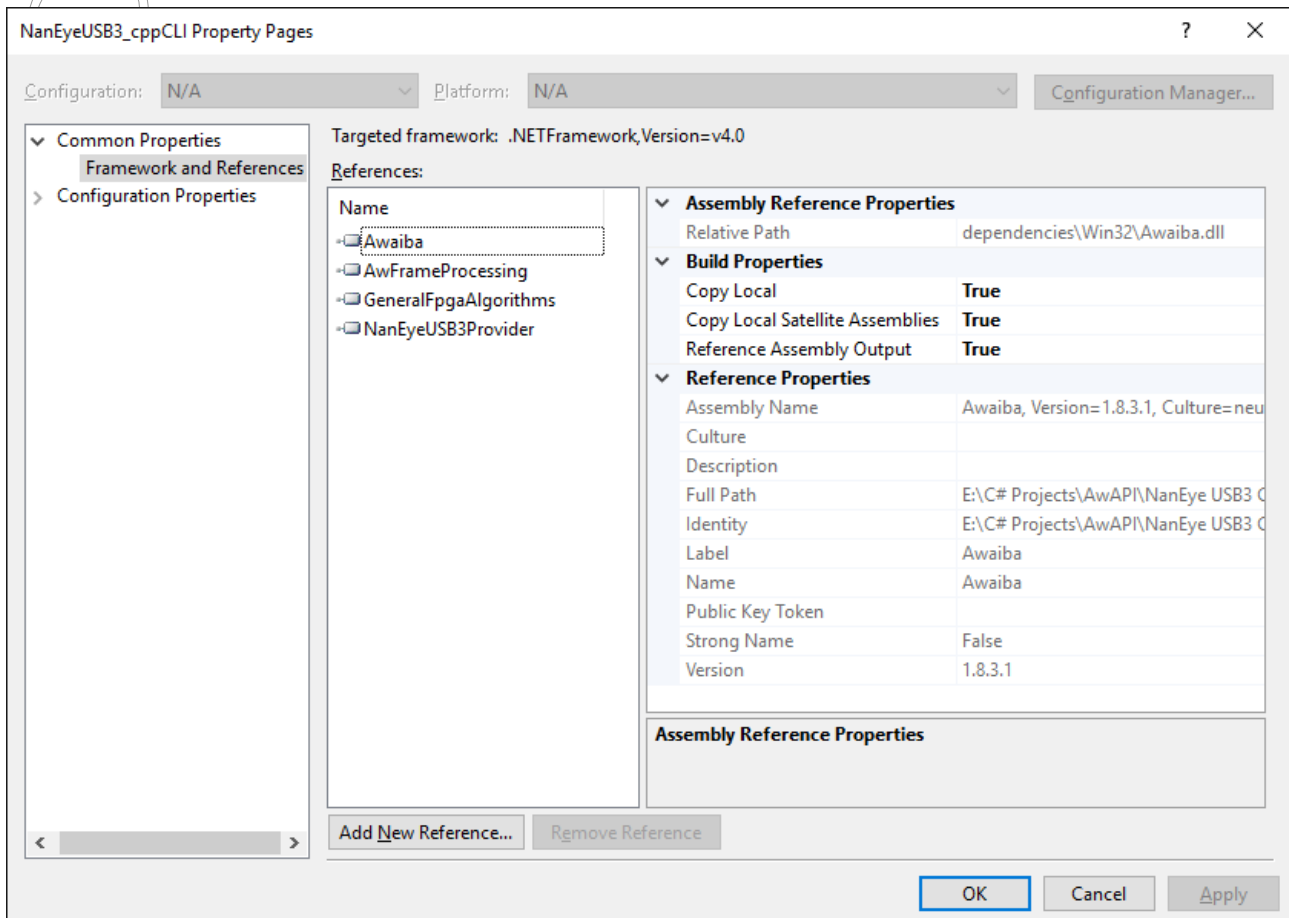 NanEyeUSB3_cppCLI Property Pages
Configuration: N/A Platform: N/A Configuration Manager...
Common Properties
Framework and References
Configuration Properties
Targeted framework: .NETFramework,Version=v4.0
References:
Name
Awaiba
AwFrameProcessing
GeneralFpgaAlgorithms
NanEyeUSB3Provider
Assembly Reference Properties
Relative Path dependencies\Win32\Awaiba.dll
Build Properties
Copy Local True
Copy Local Satellite Assemblies True
Reference Assembly Output True
Reference Properties
Assembly Name Awaiba, Version=1.8.3.1, Culture=neu
Culture
Description
Full Path E:\C# Projects\AwAPI\NanEye USB3 C
Identity E:\C# Projects\AwAPI\NanEye USB3 C
Label Awaiba
Name Awaiba
Public Key Token
Strong Name False
Version 1.8.3.1
Assembly Reference Properties
Add New Reference... Remove Reference
OK Cancel Apply